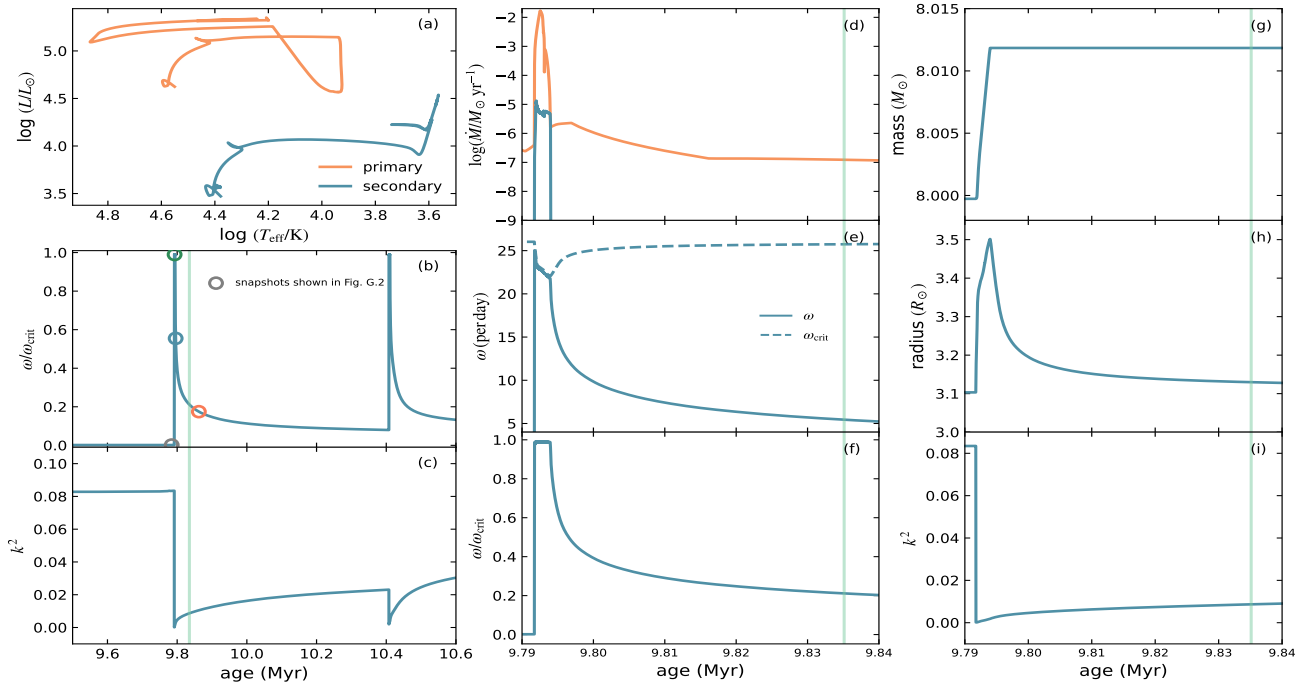 (a)
log (L/L⊙)
5.0
4.5
4.0
3.5
primary
secondary
4.8 4.6 4.4 4.2 4.0 3.8 3.6
log (T_eff/K)
(b)
snapshots shown in Fig. G.2
ω/ω_crit
1.0
0.8
0.6
0.4
0.2
0.0
(c)
k²
0.10
0.08
0.06
0.04
0.02
0.00
9.6 9.8 10.0 10.2 10.4 10.6
age (Myr)
(d)
log(Ṁ/M⊙ yr⁻¹)
−2
−3
−4
−5
−6
−7
−8
−9
(e)
ω (per day)
25
20
15
10
5
ω
ω_crit
(f)
ω/ω_crit
1.0
0.8
0.6
0.4
0.2
0.0
9.79 9.80 9.81 9.82 9.83 9.84
age (Myr)
(g)
mass (M⊙)
8.015
8.010
8.005
8.000
(h)
radius (R⊙)
3.5
3.4
3.3
3.2
3.1
3.0
(i)
k²
0.08
0.06
0.04
0.02
0.00
9.79 9.80 9.81 9.82 9.83 9.84
age (Myr)